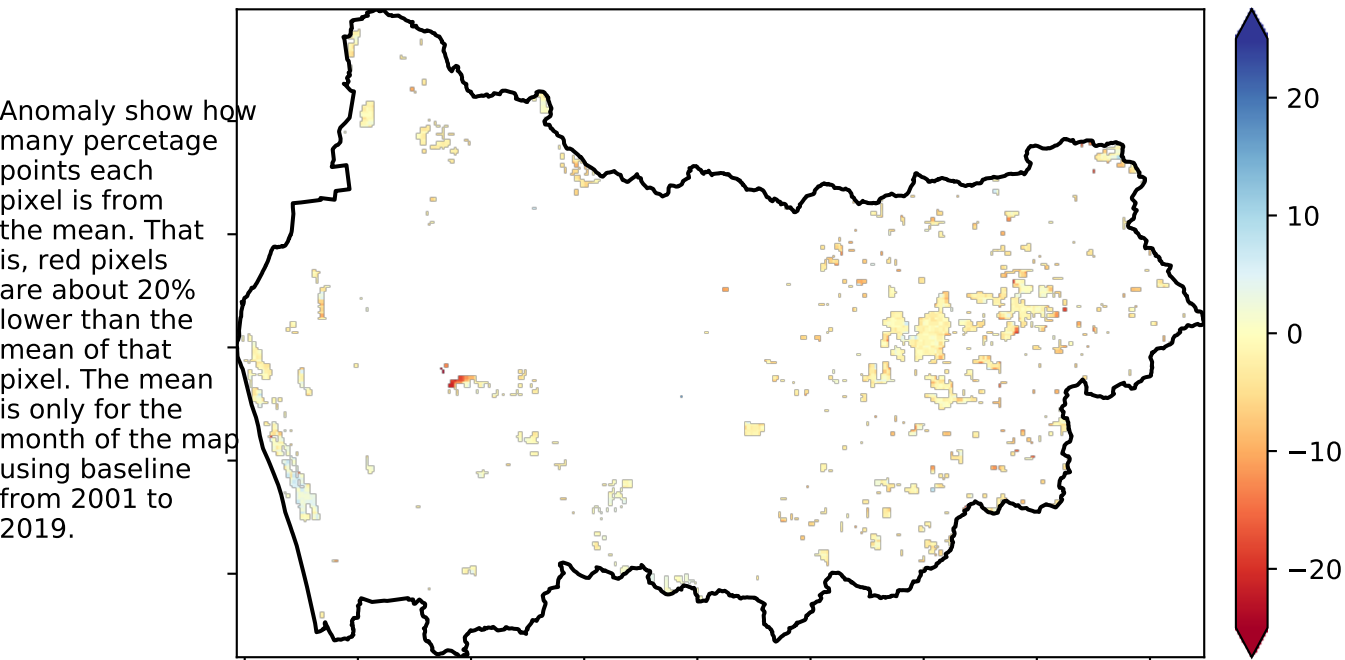 Anomaly show how
many percetage
points each
pixel is from
the mean. That
is, red pixels
are about 20%
lower than the
mean of that
pixel. The mean
is only for the
month of the map
using baseline
from 2001 to
2019.
20
10
0
−10
−20